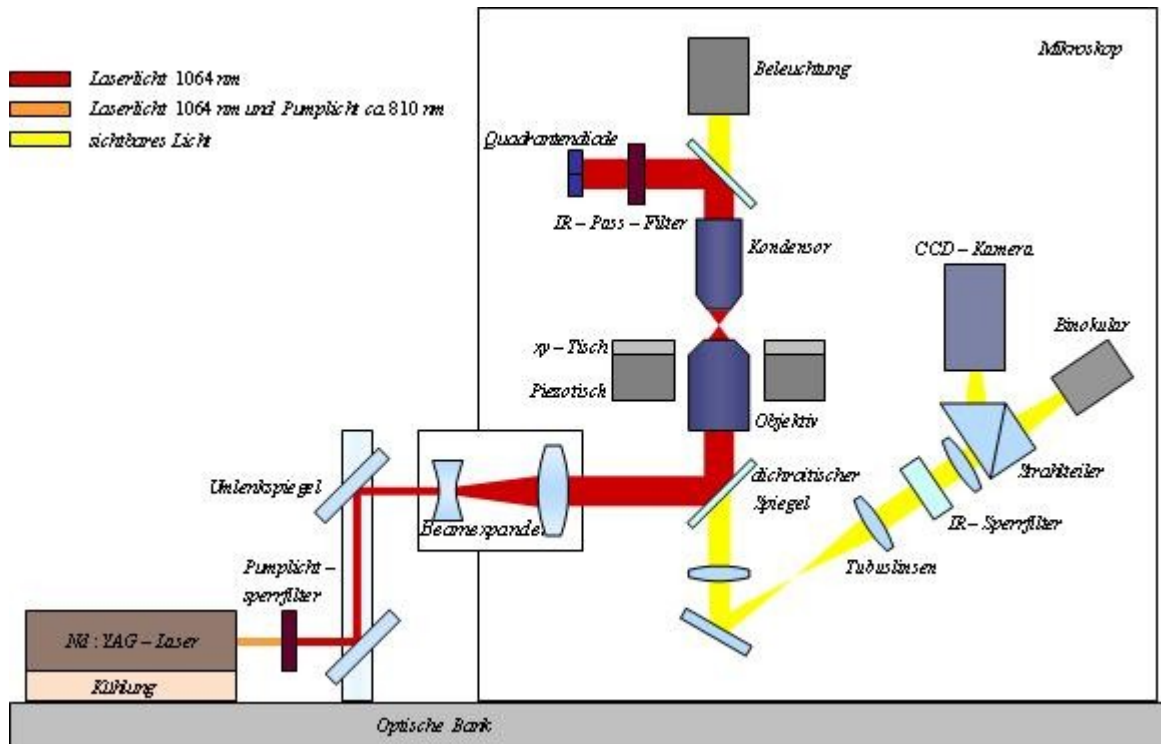 Mikroskop
Beleuchtung
Laserlicht 1064 nm
Laserlicht 1064 nm und Pumplicht ca. 810 nm
sichtbares Licht
Quadrantendiode
IR – Pass – Filter
Kondensor
CCD – Kamera
Binokular
xy – Tisch
Piezotisch
Objektiv
Umlenkspiegel
dichroitischer
Spiegel
Strahlteiler
IR – Sperrfilter
Beamexpander
Tubuslinsen
Pumplicht –
sperrfilter
Nd : YAG – Laser
Kühlung
Optische Bank